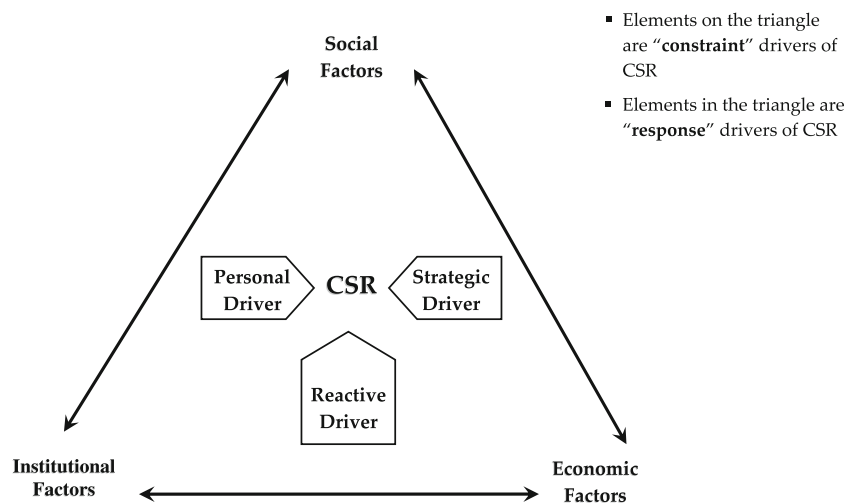 Social
Factors
▪ Elements on the triangle
are “constraint” drivers of
CSR
▪ Elements in the triangle are
“response” drivers of CSR
Personal
Driver
CSR
Strategic
Driver
Reactive
Driver
Institutional
Factors
Economic
Factors